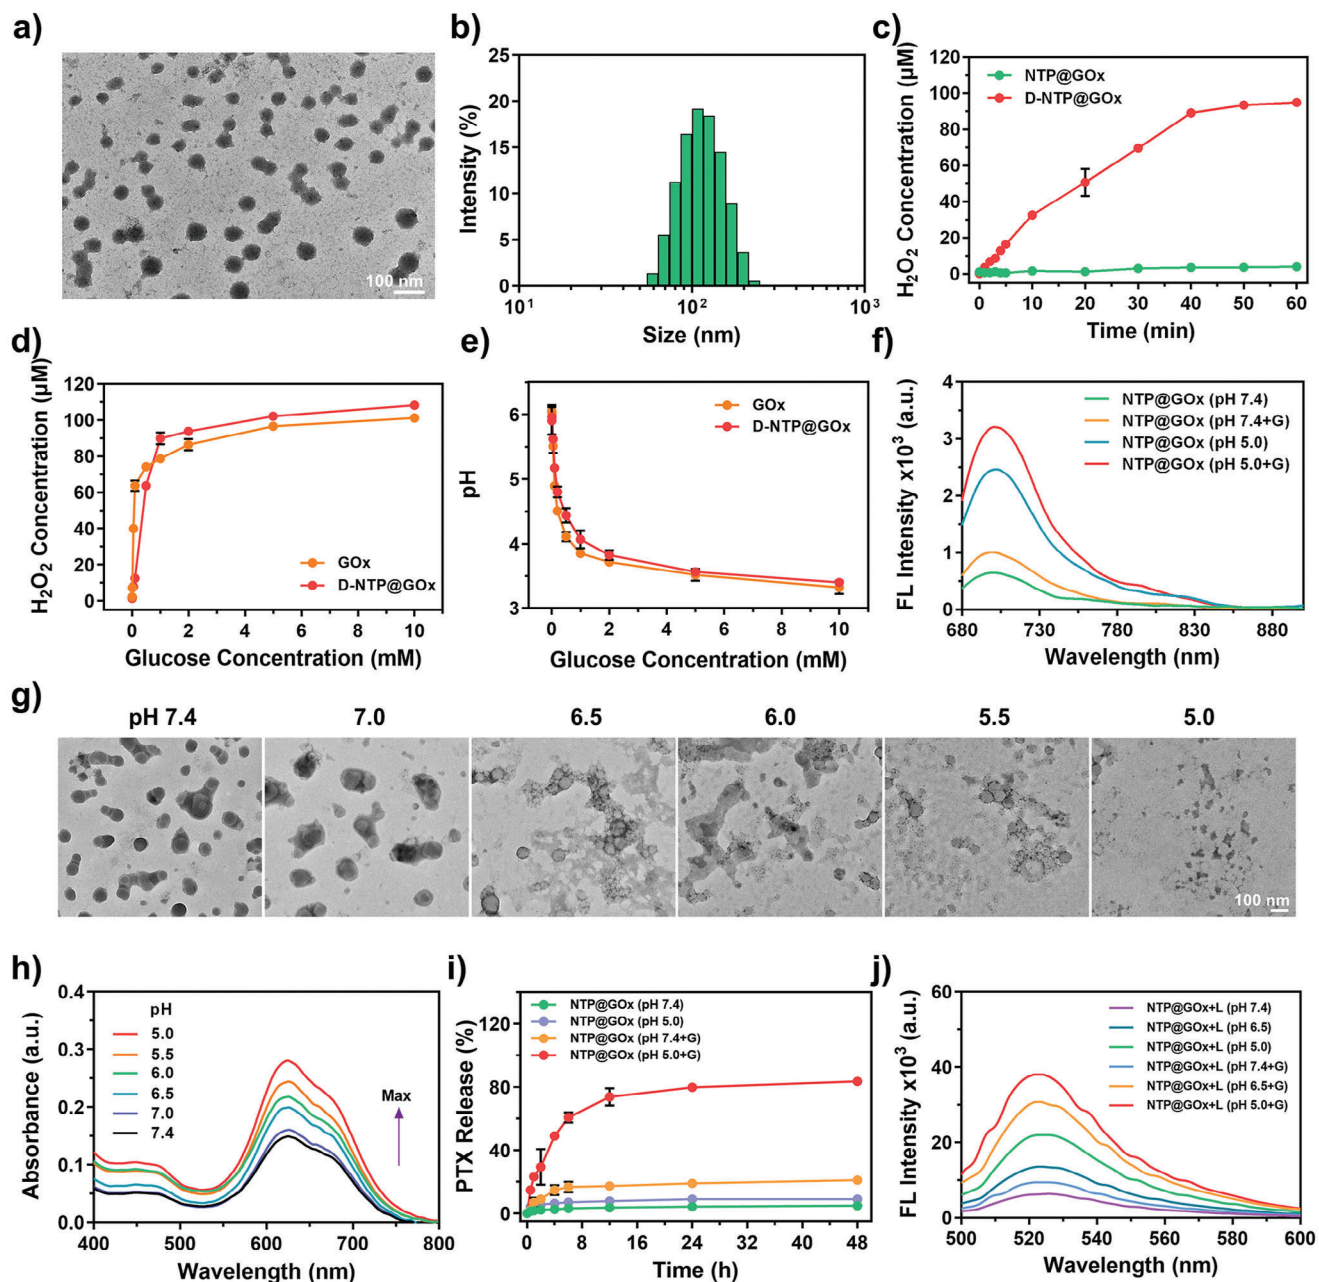 a)
100 nm
b)
Intensity (%)
25
20
15
10
5
0
10¹
10²
10³
Size (nm)
c)
H₂O₂ Concentration (μM)
120
100
80
60
40
20
0
NTP@GOx
D-NTP@GOx
0
10
20
30
40
50
60
Time (min)
d)
H₂O₂ Concentration (μM)
120
100
80
60
40
20
0
GOx
D-NTP@GOx
0
2
4
6
8
10
Glucose Concentration (mM)
e)
pH
6
5
4
3
GOx
D-NTP@GOx
0
2
4
6
8
10
Glucose Concentration (mM)
f)
FL Intensity x10³ (a.u.)
4
3
2
1
0
NTP@GOx (pH 7.4)
NTP@GOx (pH 7.4+G)
NTP@GOx (pH 5.0)
NTP@GOx (pH 5.0+G)
680
730
780
830
880
Wavelength (nm)
g)
pH 7.4
7.0
6.5
6.0
5.5
5.0
100 nm
h)
Absorbance (a.u.)
0.4
0.3
0.2
0.1
0.0
pH
5.0
5.5
6.0
6.5
7.0
7.4
Max
400
500
600
700
800
Wavelength (nm)
i)
PTX Release (%)
120
80
40
0
NTP@GOx (pH 7.4)
NTP@GOx (pH 5.0)
NTP@GOx (pH 7.4+G)
NTP@GOx (pH 5.0+G)
0
8
16
24
32
40
48
Time (h)
j)
FL Intensity x10³ (a.u.)
60
40
20
0
NTP@GOx+L (pH 7.4)
NTP@GOx+L (pH 6.5)
NTP@GOx+L (pH 5.0)
NTP@GOx+L (pH 7.4+G)
NTP@GOx+L (pH 6.5+G)
NTP@GOx+L (pH 5.0+G)
500
520
540
560
580
600
Wavelength (nm)